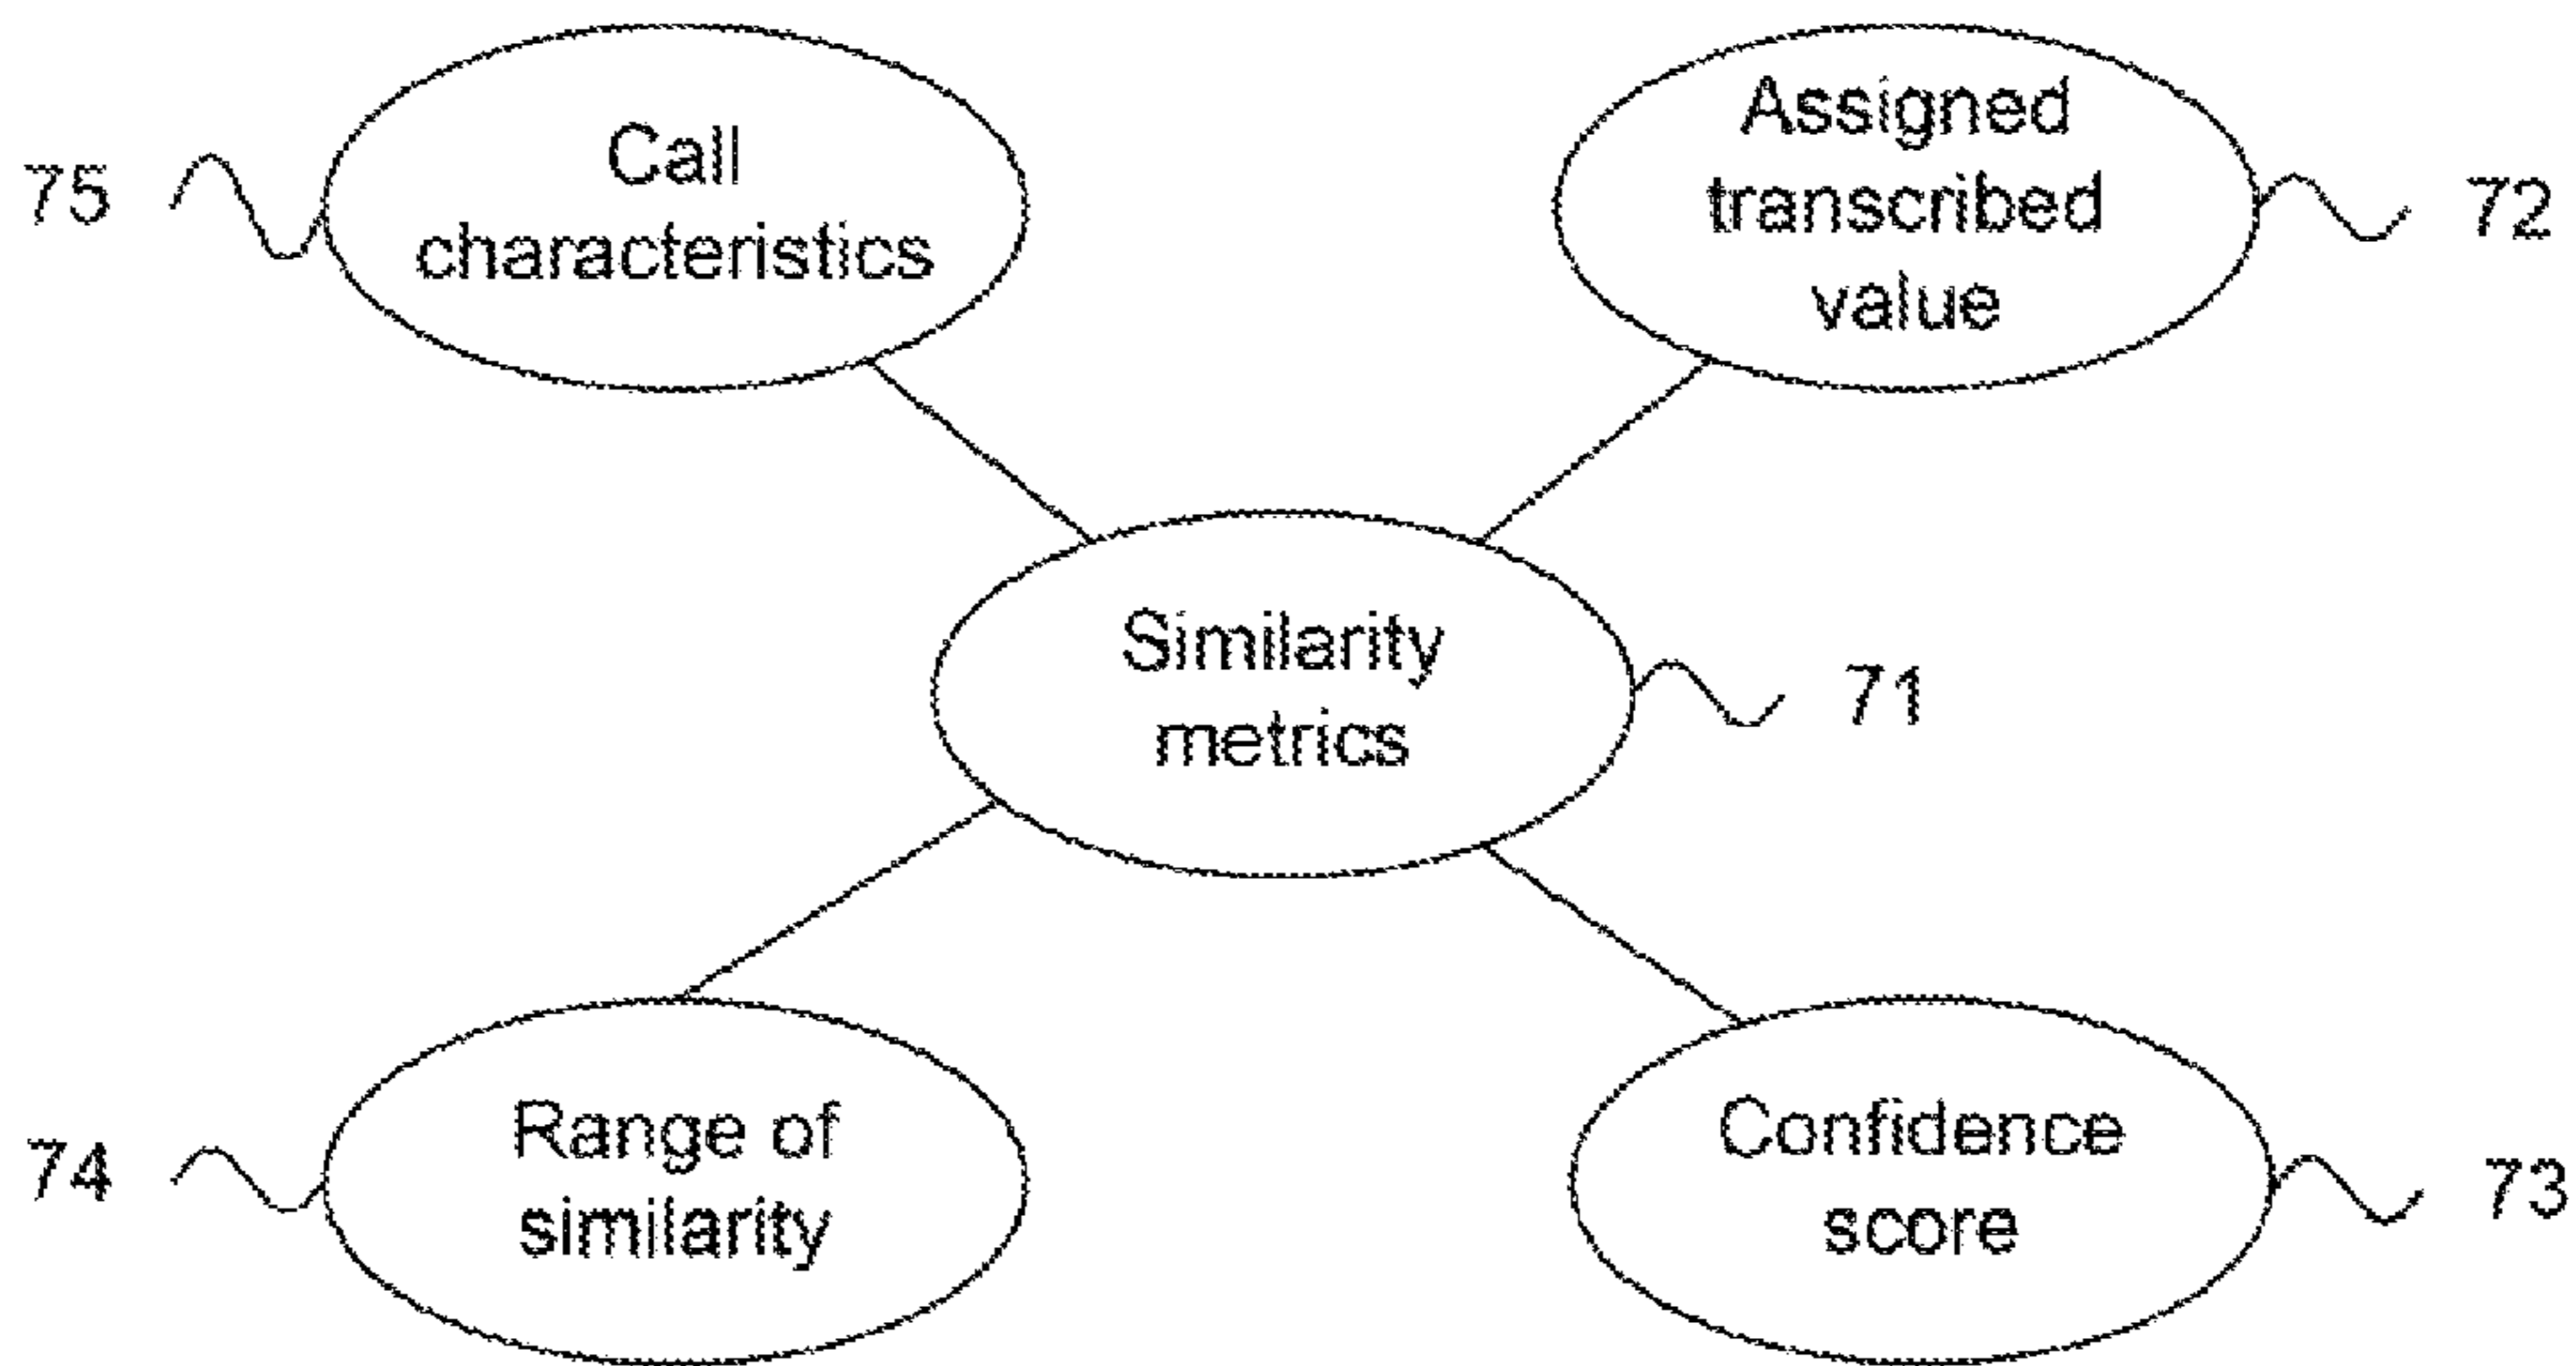 Call
characteristics
75
Assigned
transcribed
value
72
Similarity
metrics
71
Range of
similarity
74
Confidence
score
73